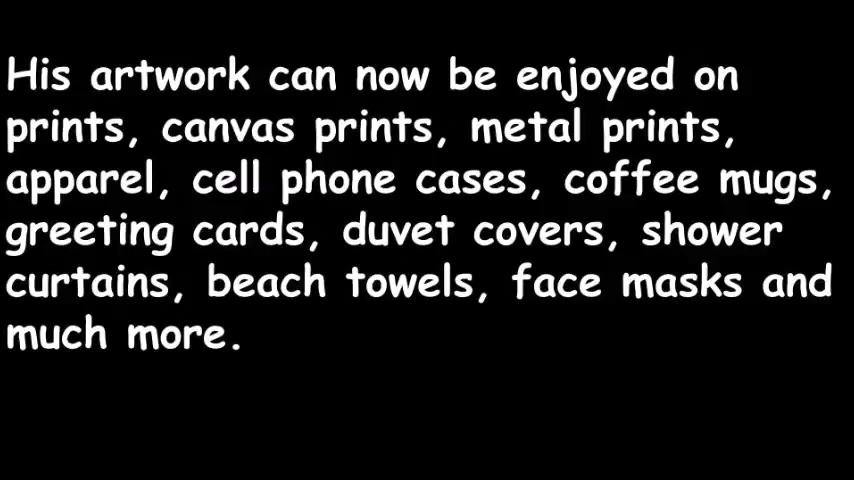 His artwork can now be enjoyed on
prints, canvas prints, metal prints,
apparel, cell phone cases, coffee mugs,
greeting cards, duvet covers, shower
curtains, beach towels, face masks and
much more.